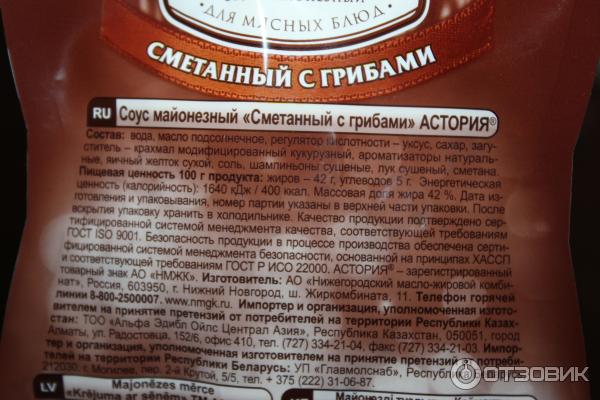 ДЛЯ МЯСНЫХ БЛЮД
СМЕТАННЫЙ С ГРИБАМИ
RU Соус майонезный «Сметанный с грибами» АСТОРИЯ®
Состав: вода, масло подсолнечное, регулятор кислотности – уксус, сахар, загу-
ститель – крахмал модифицированный кукурузный, ароматизаторы натураль-
ные, яичный желток сухой, соль, шампиньоны сушеные, лук сушеный, сметана.
Пищевая ценность 100 г продукта: жиров – 42 г, углеводов 5 г. Энергетическая
ценность (калорийность): 1640 кДж / 400 ккал. Массовая доля жира 42 %. Дата из-
готовления и упаковывания, номер партии указаны в верхней части упаковки. После
вскрытия упаковку хранить в холодильнике. Качество продукции подтверждено сер-
тифицированной системой менеджмента качества, соответствующей требованиям
ГОСТ ISO 9001. Безопасность продукции в процессе производства обеспечена серти-
фицированной системой менеджмента безопасности, основанной на принципах ХАССП
и соответствующей требованиям ГОСТ Р ИСО 22000. АСТОРИЯ® – зарегистрированный
товарный знак АО «НМЖК». Изготовитель: АО «Нижегородский масло-жировой комби-
нат», Россия, 603950, г. Нижний Новгород, ш. Жиркомбината, 11. Телефон горячей
линии 8-800-2500007. www.nmgk.ru. Импортер и организация, уполномоченная изгото-
вителем на принятие претензий от потребителей на территории Республики Казах-
стан: ТОО «Альфа Эдибл Ойлс Централ Азия», Республика Казахстан, 050051, город
Алматы, ул. Радостовца, 152/6, офис 410, тел. (727) 334-21-04, факс (727) 334-21-03. Импор-
тер и организация, уполномоченная изготовителем на принятие претензий от потреби-
телей на территории Республики Беларусь: УП «Главмолснаб», Республика
212030, г. Могилев, пер. 2-й Крутой, 5/5, тел. + 375 (222) 31-06-87.
LV Majonēzes mērce
«Krējuma ar sēnēm»
ОТЗОВИК